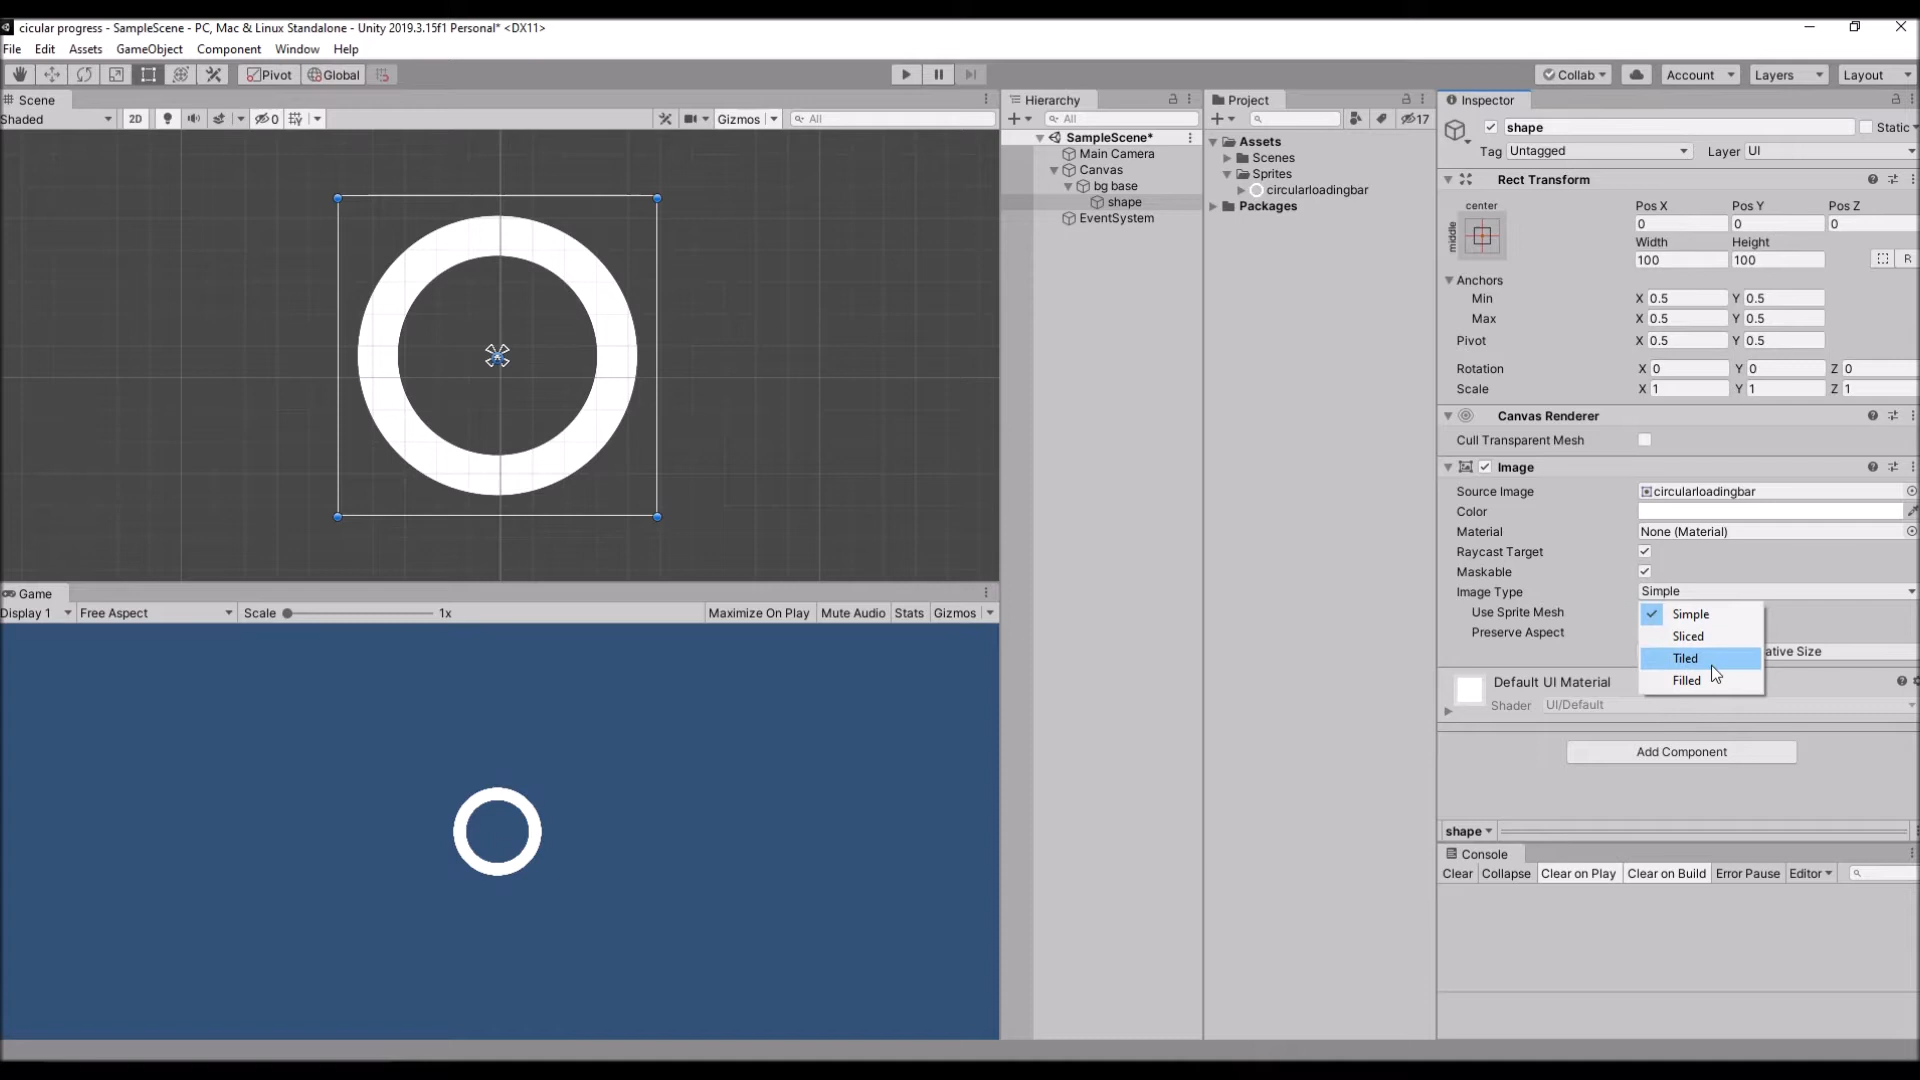 cicular progress - SampleScene - PC, Mac & Linux Standalone - Unity 2019.3.15f1 Personal* <DX11>
File Edit Assets GameObject Component Window Help
Pivot Global Collab Account Layers Layout
Scene
Shaded 2D 0 Gizmos All
Hierarchy
All
SampleScene*
Main Camera
Canvas
bg base
shape
EventSystem
Project
17
Assets
Scenes
Sprites
circularloadingbar
Packages
Inspector
shape Static
Tag Untagged Layer UI
Rect Transform
center Pos X Pos Y Pos Z
middle 0 0 0
Width Height
100 100 R
Anchors
Min X 0.5 Y 0.5
Max X 0.5 Y 0.5
Pivot X 0.5 Y 0.5
Rotation X 0 Y 0 Z 0
Scale X 1 Y 1 Z 1
Canvas Renderer
Cull Transparent Mesh
Image
Source Image circularloadingbar
Color
Material None (Material)
Raycast Target
Maskable
Image Type Simple
Use Sprite Mesh
Preserve Aspect
Simple
Sliced
Tiled
Filled
ative Size
Default UI Material
Shader UI/Default
Add Component
shape
Game
Display 1 Free Aspect Scale 1x Maximize On Play Mute Audio Stats Gizmos
Console
Clear Collapse Clear on Play Clear on Build Error Pause Editor